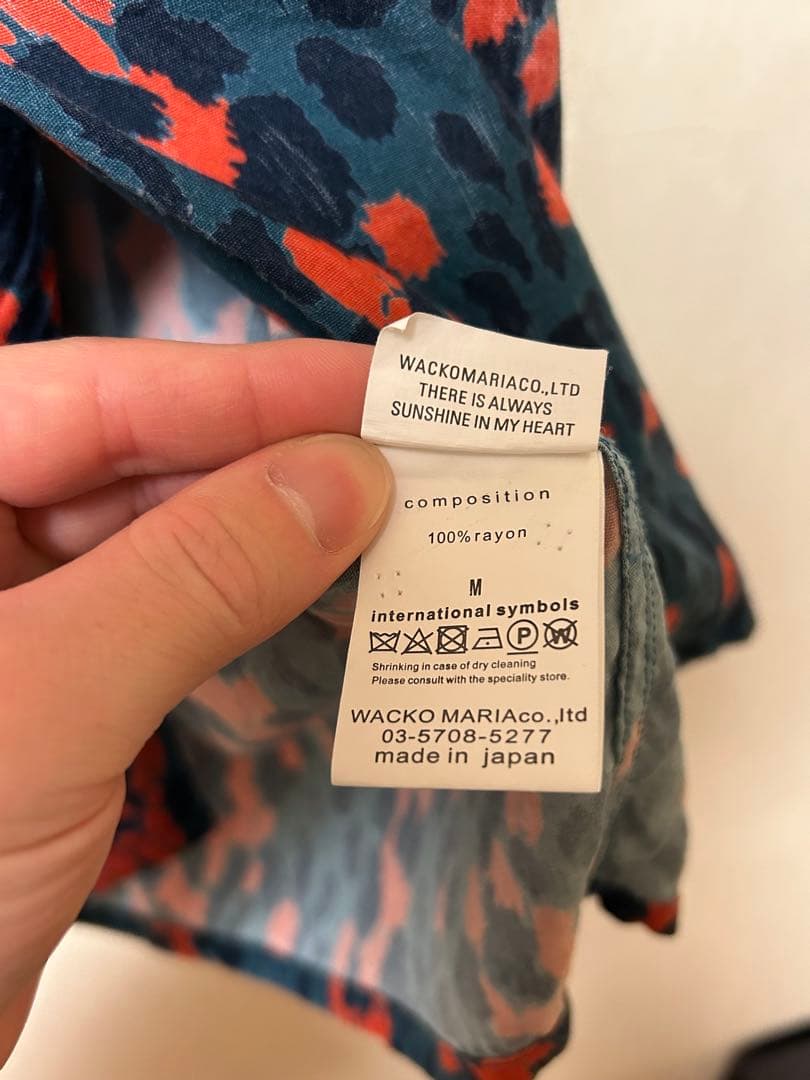 WACKOMARIACO.,LTD
THERE IS ALWAYS
SUNSHINE IN MY HEART
composition
100% rayon
M
international symbols
P W
Shrinking in case of dry cleaning
Please consult with the speciality store.
WACKO MARIAco.,ltd
03-5708-5277
made in japan